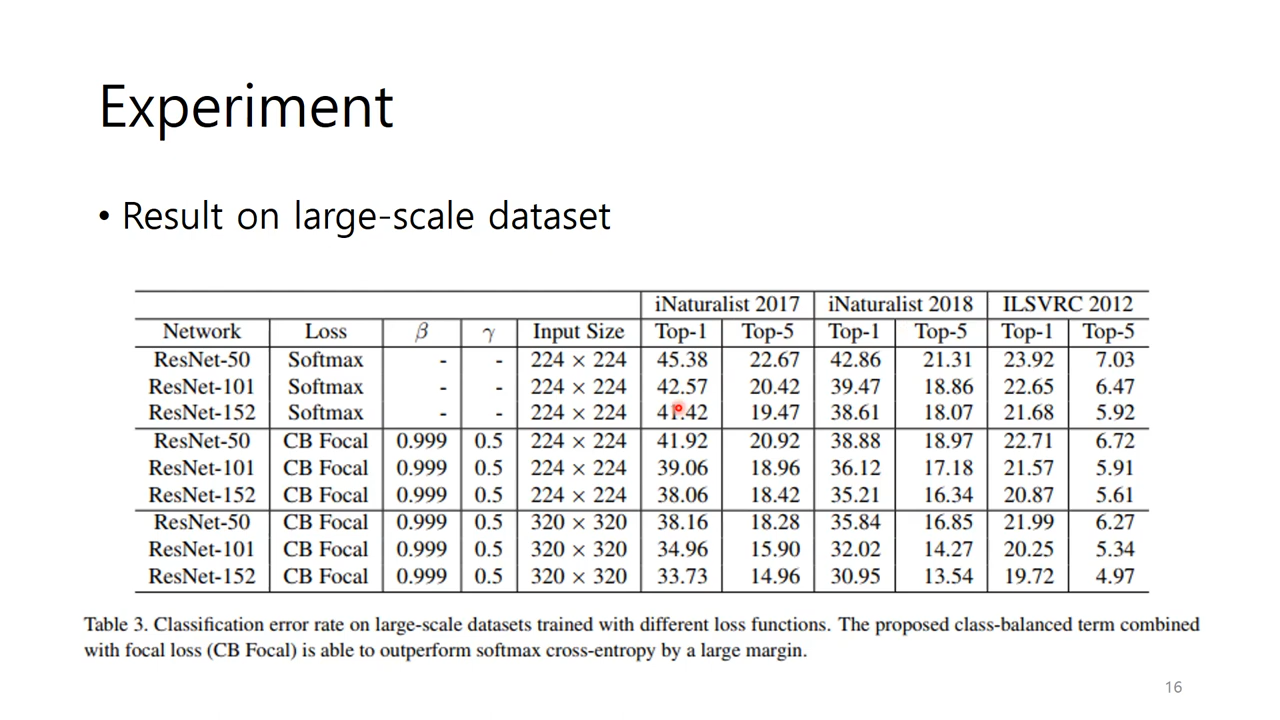 Experiment
• Result on large-scale dataset
iNaturalist 2017 iNaturalist 2018 ILSVRC 2012
Network Loss β γ Input Size Top-1 Top-5 Top-1 Top-5 Top-1 Top-5
ResNet-50 Softmax - - 224 × 224 45.38 22.67 42.86 21.31 23.92 7.03
ResNet-101 Softmax - - 224 × 224 42.57 20.42 39.47 18.86 22.65 6.47
ResNet-152 Softmax - - 224 × 224 41.42 19.47 38.61 18.07 21.68 5.92
ResNet-50 CB Focal 0.999 0.5 224 × 224 41.92 20.92 38.88 18.97 22.71 6.72
ResNet-101 CB Focal 0.999 0.5 224 × 224 39.06 18.96 36.12 17.18 21.57 5.91
ResNet-152 CB Focal 0.999 0.5 224 × 224 38.06 18.42 35.21 16.34 20.87 5.61
ResNet-50 CB Focal 0.999 0.5 320 × 320 38.16 18.28 35.84 16.85 21.99 6.27
ResNet-101 CB Focal 0.999 0.5 320 × 320 34.96 15.90 32.02 14.27 20.25 5.34
ResNet-152 CB Focal 0.999 0.5 320 × 320 33.73 14.96 30.95 13.54 19.72 4.97
Table 3. Classification error rate on large-scale datasets trained with different loss functions. The proposed class-balanced term combined
with focal loss (CB Focal) is able to outperform softmax cross-entropy by a large margin.
16